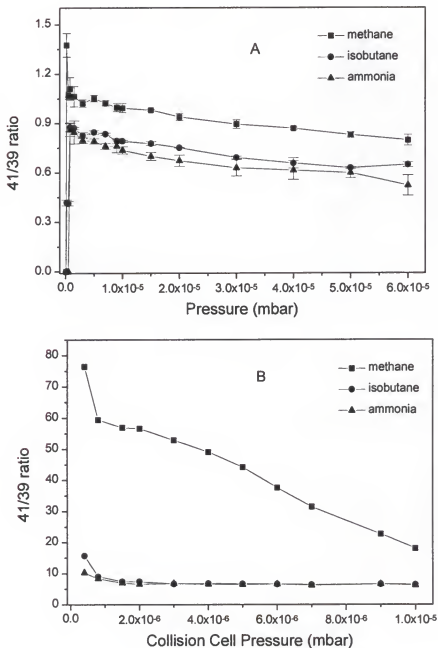 A
methane
isobutane
ammonia
1.5
1.2
0.9
0.6
0.3
0.0
41/39 ratio
0.0 1.0x10-5 2.0x10-5 3.0x10-5 4.0x10-5 5.0x10-5 6.0x10-5
Pressure (mbar)
B
methane
isobutane
ammonia
80
70
60
50
40
30
20
10
0
41/39 ratio
0.0 2.0x10-6 4.0x10-6 6.0x10-6 8.0x10-6 1.0x10-5
Collision Cell Pressure (mbar)